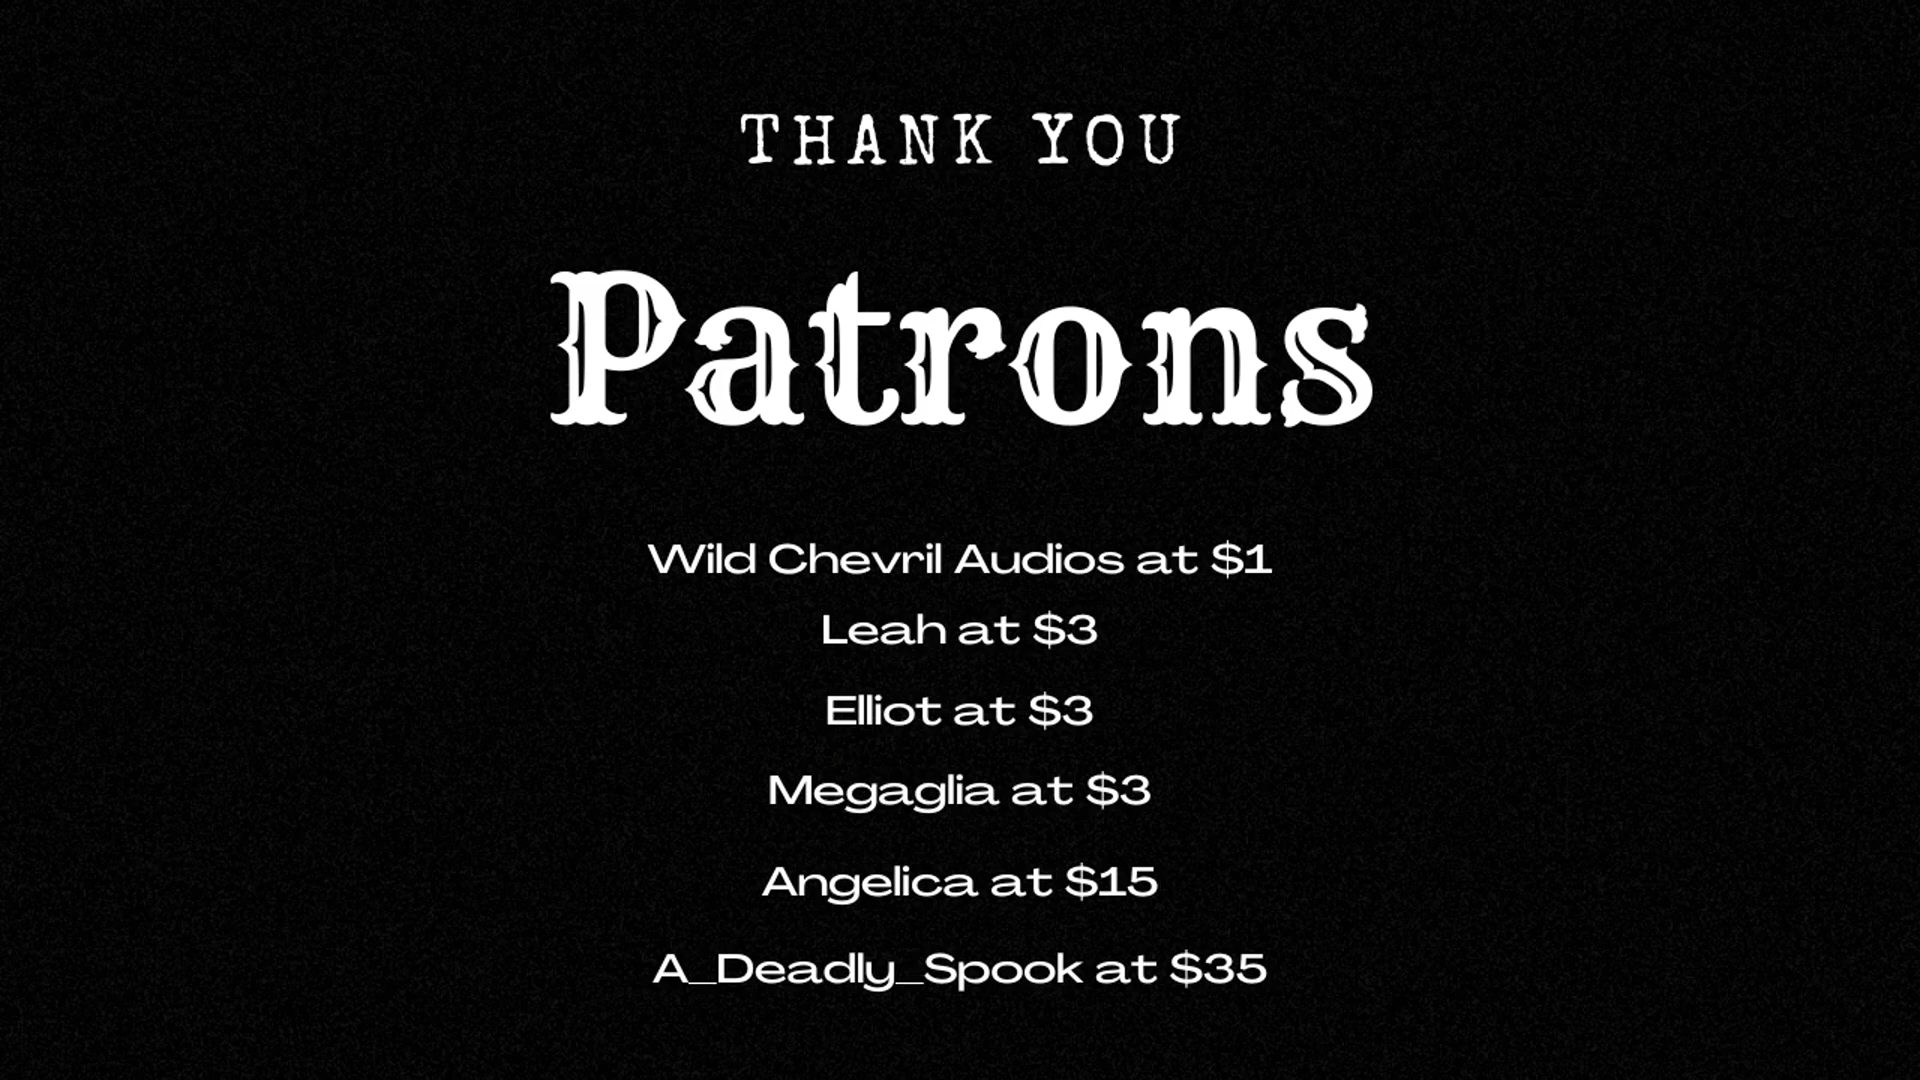 THANK YOU
Patrons
Wild Chevril Audios at $1
Leah at $3
Elliot at $3
Megaglia at $3
Angelica at $15
A_Deadly_Spook at $35